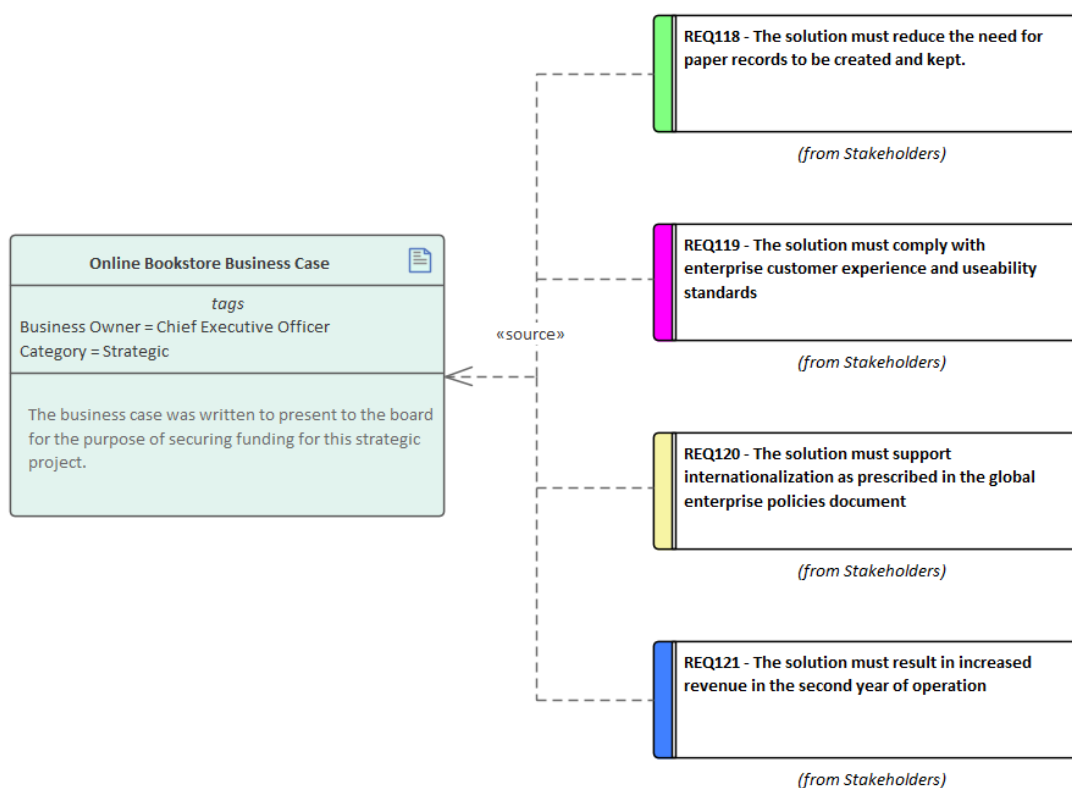 REQ118 - The solution must reduce the need for
paper records to be created and kept.
(from Stakeholders)
REQ119 - The solution must comply with
enterprise customer experience and useability
standards
(from Stakeholders)
Online Bookstore Business Case
tags
Business Owner = Chief Executive Officer
Category = Strategic
The business case was written to present to the board
for the purpose of securing funding for this strategic
project.
«source»
REQ120 - The solution must support
internationalization as prescribed in the global
enterprise policies document
(from Stakeholders)
REQ121 - The solution must result in increased
revenue in the second year of operation
(from Stakeholders)